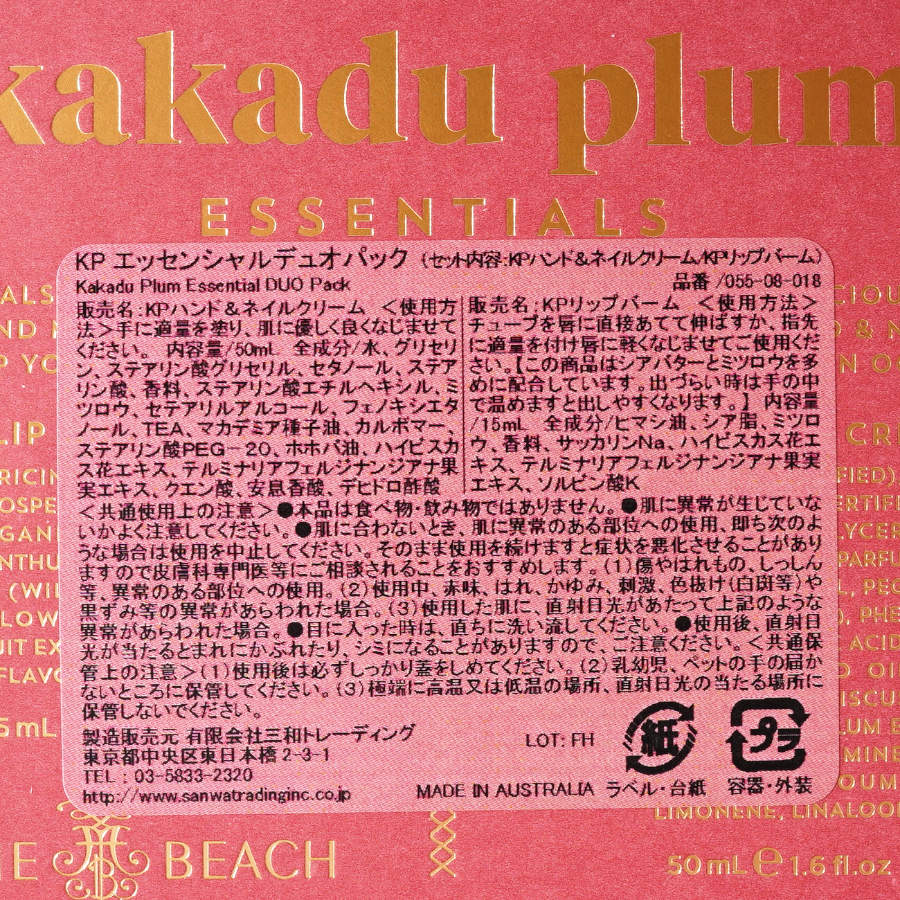 kakadu plum
ESSENTIALS
KP エッセンシャルデュオパック (セット内容:KPハンド&ネイルクリーム/KPリップバーム)
Kakadu Plum Essential DUO Pack 品番/055-08-018
販売名:KPハンド&ネイルクリーム <使用方
法>手に適量を塗り、肌に優しく良くなじませて
ください。 内容量/50mL 全成分/水、グリセリ
ン、ステアリン酸グリセリル、セタノール、ステア
リン酸、香料、ステアリン酸エチルヘキシル、ミ
ツロウ、セテアリルアルコール、フェノキシエタ
ノール、TEA、マカデミア種子油、カルボマー、
ステアリン酸PEG-20、ホホバ油、ハイビスカ
ス花エキス、テルミナリアフェルジナンジアナ果
実エキス、クエン酸、安息香酸、デヒドロ酢酸
販売名:KPリップバーム <使用方法>
チューブを唇に直接あてて伸ばすか、指先
に適量を付け唇に軽くなじませてご使用く
ださい。【この商品はシアバターとミツロウを多
めに配合しています。出づらい時は手の中
で温めますと出しやすくなります。】 内容量
/15mL 全成分/ヒマシ油、シア脂、ミツロ
ウ、香料、サッカリンNa、ハイビスカス花エ
キス、テルミナリアフェルジナンジアナ果実
エキス、ソルビン酸K
<共通使用上の注意>●本品は食べ物・飲み物ではありません。●肌に異常が生じていな
いかよく注意してください。●肌に合わないとき、肌に異常のある部位への使用、即ち次のよ
うな場合は使用を中止してください。そのまま使用を続けますと症状を悪化させることがあり
ますので皮膚科専門医等にご相談されることをおすすめします。(1)傷やはれもの、しっしん
等、異常のある部位への使用。(2)使用中、赤味、はれ、かゆみ、刺激、色抜け(白斑等)や
黒ずみ等の異常があらわれた場合。(3)使用した肌に、直射日光があたって上記のような
異常があらわれた場合。●目に入った時は、直ちに洗い流してください。●使用後、直射日
光が当たるとまれにかぶれたり、シミになることがありますので、ご注意ください。<共通保
管上の注意>(1)使用後は必ずしっかり蓋をしめてください。(2)乳幼児、ペットの手の届か
ないところに保管してください。(3)極端に高温又は低温の場所、直射日光の当たる場所に
保管しないでください。
製造販売元 有限会社三和トレーディング
東京都中央区東日本橋2-3-1
TEL : 03-5833-2320
http://www.sanwatradinginc.co.jp
LOT: FH
MADE IN AUSTRALIA
紙
ラベル・台紙
プラ
容器・外装
LIMONENE, LINALOOL
BEACH
50 mL ℮ 1.6 fl.oz